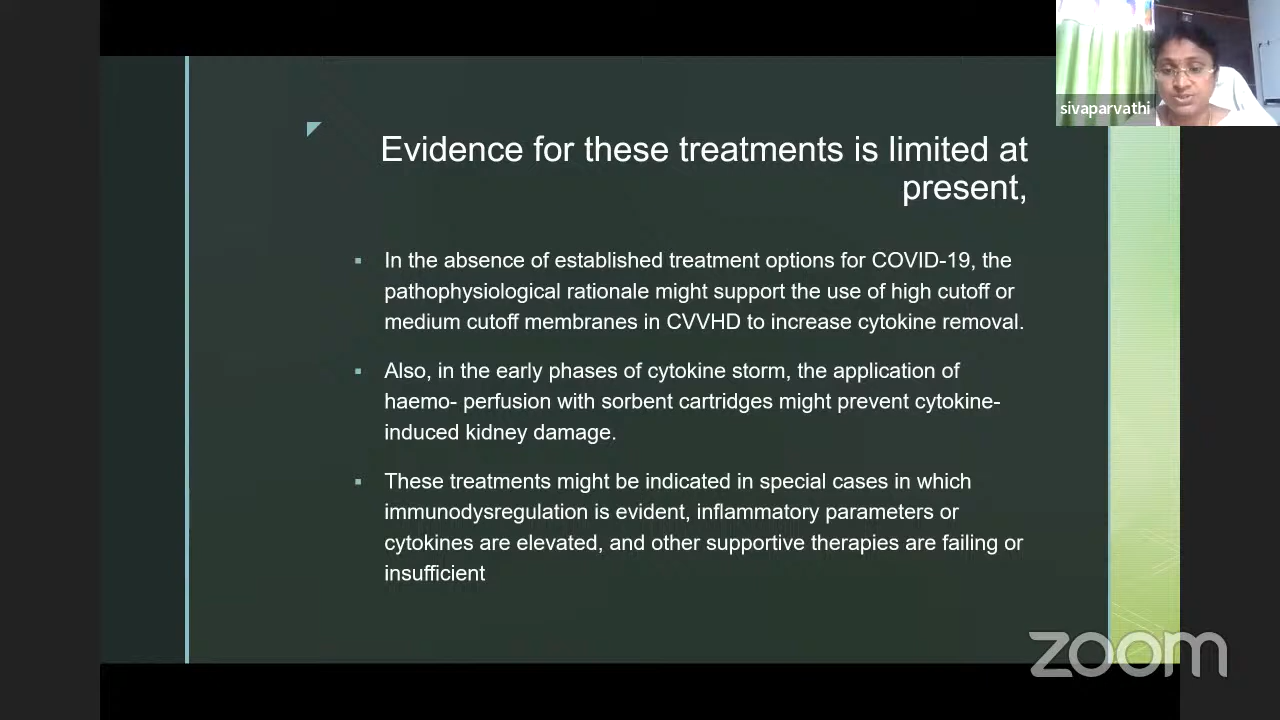 sivaparvathi
Evidence for these treatments is limited at
present,
▪ In the absence of established treatment options for COVID-19, the
pathophysiological rationale might support the use of high cutoff or
medium cutoff membranes in CVVHD to increase cytokine removal.
▪ Also, in the early phases of cytokine storm, the application of
haemo- perfusion with sorbent cartridges might prevent cytokine-
induced kidney damage.
▪ These treatments might be indicated in special cases in which
immunodysregulation is evident, inflammatory parameters or
cytokines are elevated, and other supportive therapies are failing or
insufficient
zoom